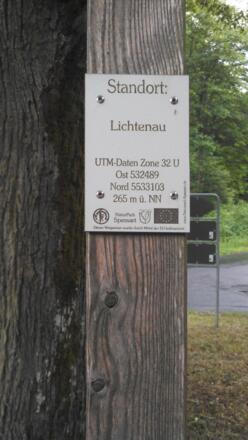 Standort:
Lichtenau
UTM-Daten Zone 32 U
Ost 532489
Nord 5533103
265 m ü. NN
NaturPark
Spessart